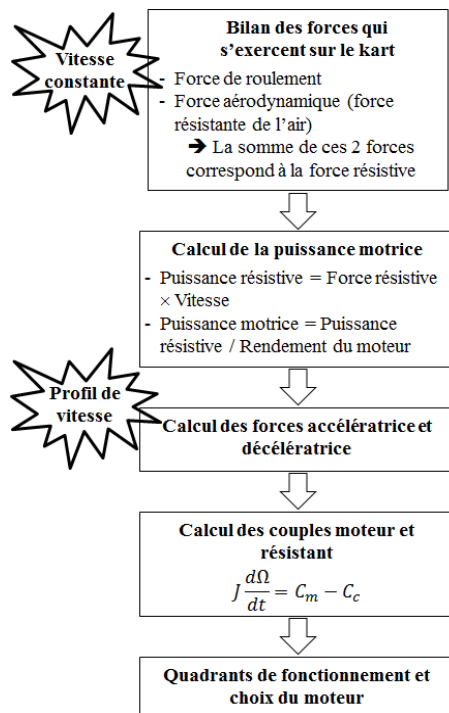 Vitesse
constante
Bilan des forces qui
s'exercent sur le kart
- Force de roulement
- Force aérodynamique (force
résistante de l'air)
➔ La somme de ces 2 forces
correspond à la force résistive
Calcul de la puissance motrice
- Puissance résistive = Force résistive
× Vitesse
- Puissance motrice = Puissance
résistive / Rendement du moteur
Profil de
vitesse
Calcul des forces accélératrice et
décélératrice
Calcul des couples moteur et
résistant
J dΩ/dt = C_m − C_c
Quadrants de fonctionnement et
choix du moteur